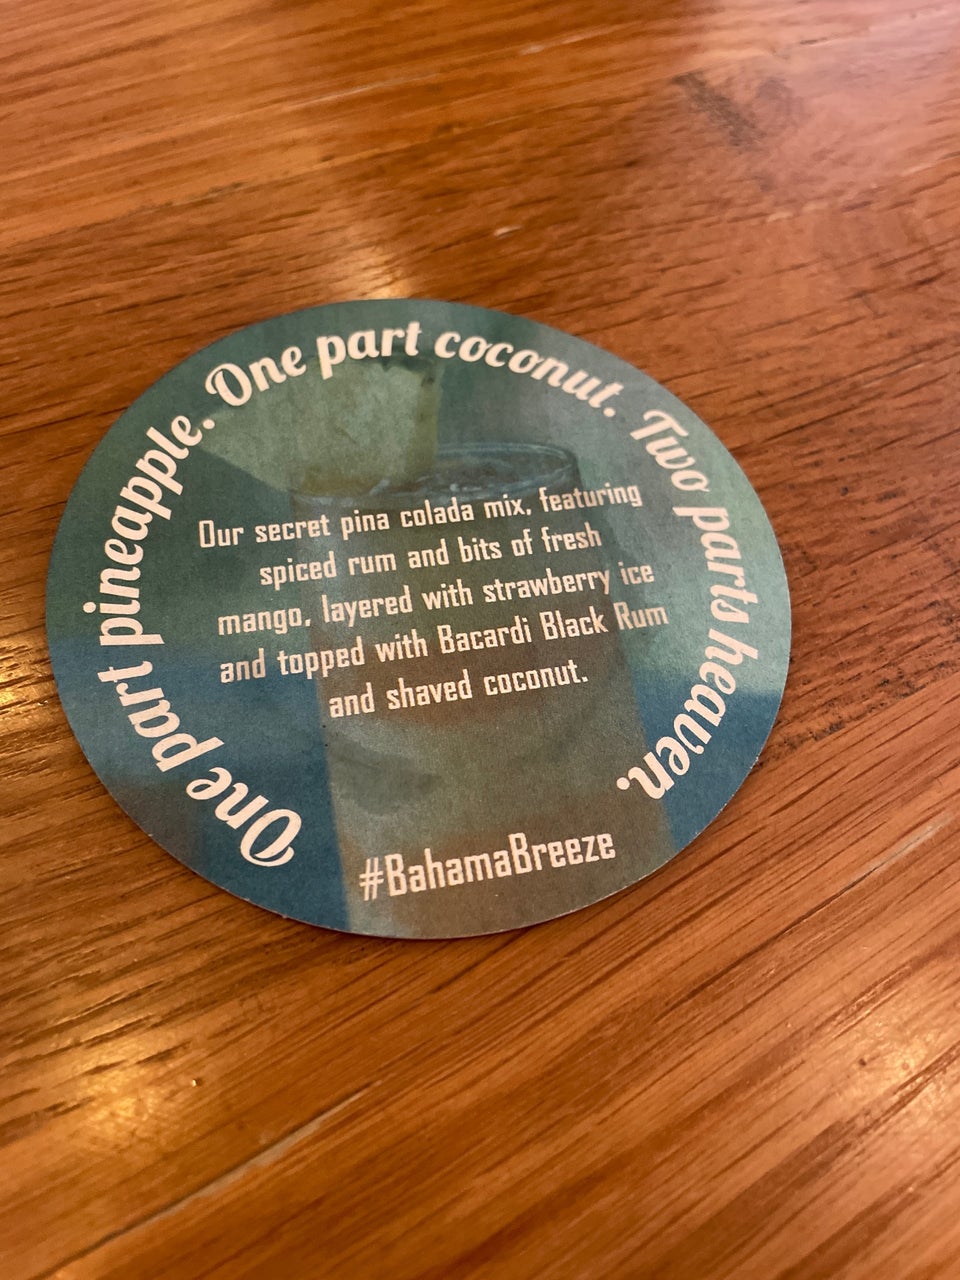 One part pineapple. One part coconut. Two parts heaven.
Our secret pina colada mix, featuring
spiced rum and bits of fresh
mango, layered with strawberry ice
and topped with Bacardi Black Rum
and shaved coconut.
#BahamaBreeze